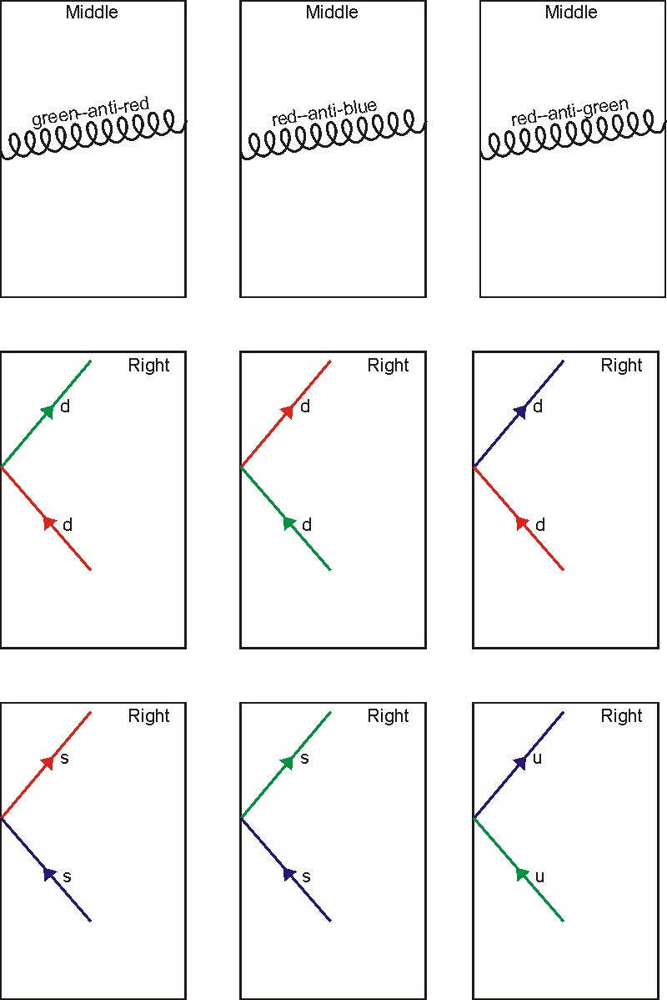 Middle
green--anti-red
Middle
red--anti-blue
Middle
red--anti-green
Right
d
d
Right
d
d
Right
d
d
Right
s
s
Right
s
s
Right
u
u